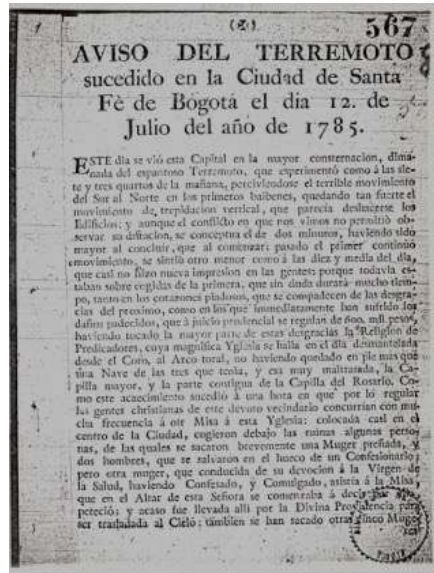 567
AVISO DEL TERREMOTO
sucedido en la Ciudad de Santa
Fè de Bogotá el dia 12. de
Julio del año de 1785.
ESTE dia se vió esta Capital en la mayor consternacion, dima-
nada del espantoso Terremoto, que experimentó como á las sie-
te y tres quartos de la mañana, perciviendose el terrible movimiento
del Sur al Norte en los primeros baibenes, quedando tan fuerte el
movimiento de trepidacion vertical, que parecia deshacerse los
Edificios; y aunque el conflicto en que nos vimos no permitió ob-
servar su duracion, se conceptua el de dos minutos, haviendo sido
mayor al concluir, que al comenzar; pasado el primer continuó
movimiento, se sintió otro menor como á las diez y media del dia,
que casi no hizo nueva impresion en las gentes; porque todavia es-
taban sobre cogidas de la primera, que sin duda durará mucho tiem-
po, tanto en los corazones piadosos, que se compadecen de las desgra-
cias del proximo, como en los que immediatamente han sufrido los
daños padecidos, que à juicio prudencial se regulan de 600. mil pesos,
haviendo tocado la mayor parte de estas desgracias la Religion de
Predicadores, cuya magnifica Yglesia se halla en el dia desmantelada
desde el Coro, al Arco toral, no haviendo quedado en pie mas que
una Nave de las tres que tenia, y esa muy maltratada, la Ca-
pilla mayor, y la parte contigua de la Capilla del Rosario. Co-
mo este acaecimiento sucedió a una hora en que por lo regular
las gentes christianas de este devoto vecindario concurrian con mu-
cha frecuencia á oir Misa á esta Yglesia: colocada casi en el
centro de la Ciudad, cogieron debajo las ruinas algunas perso-
nas, de las quales se sacaron brevemente una Muger preñada, y
dos hombres, que se salvaron en el hueco de un Confesionario;
pero otra muger, que conducida de su devocion á la Virgen de
la Salud, haviendo Confesado, y Comulgado, asistia á la Misa,
que en el Altar de esta Señora se comenzaba á decir,
pereció; y acaso fue llevada alli por la Divina Providencia para
ser trasladada al Cielo; tambien se han sacado otras cinco Muge-